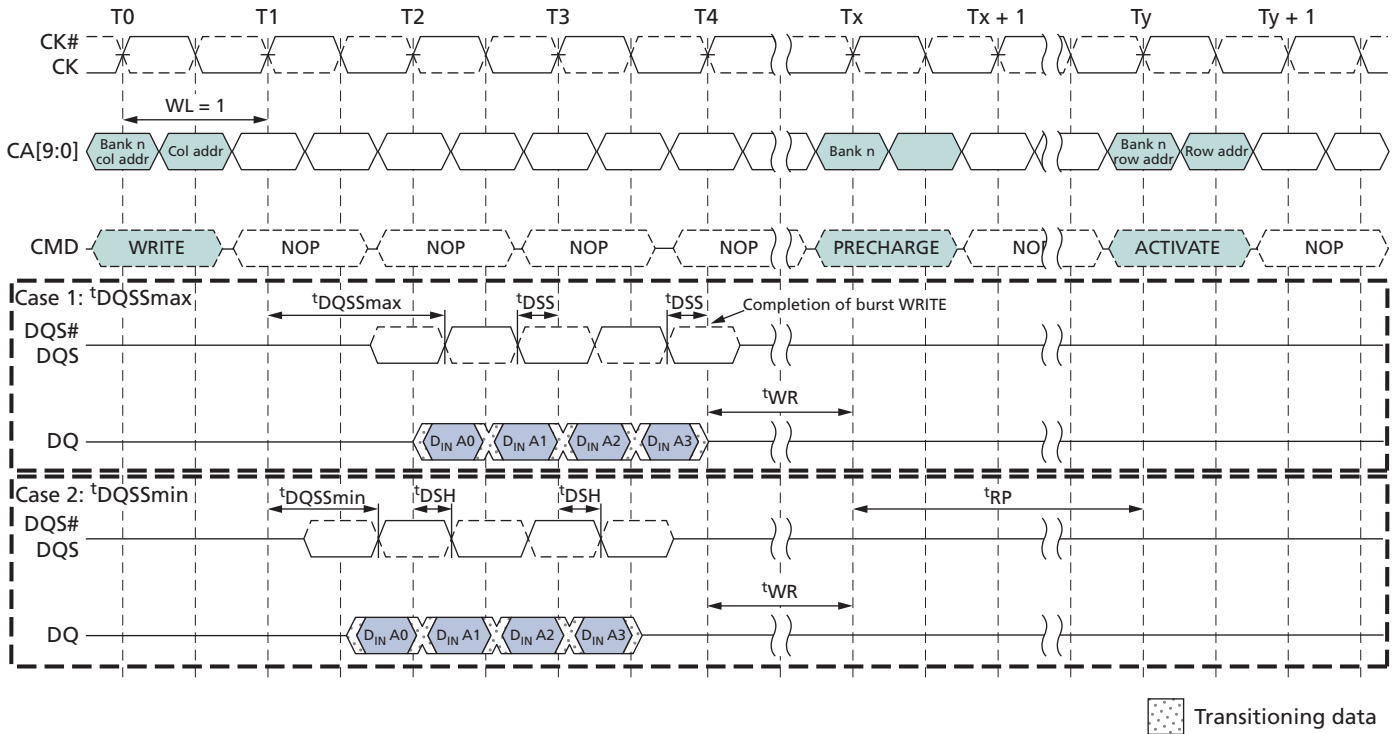 T0 T1 T2 T3 T4 Tx Tx + 1 Ty Ty + 1
CK#
CK
WL = 1
CA[9:0] Bank n col addr Col addr Bank n Bank n row addr Row addr
CMD WRITE NOP NOP NOP NOP PRECHARGE NOP ACTIVATE NOP
Case 1: tDQSSmax
tDQSSmax tDSS tDSS Completion of burst WRITE
DQS#
DQS
tWR
DQ DIN A0 DIN A1 DIN A2 DIN A3
Case 2: tDQSSmin
tDQSSmin tDSH tDSH tRP
DQS#
DQS
tWR
DQ DIN A0 DIN A1 DIN A2 DIN A3
Transitioning data